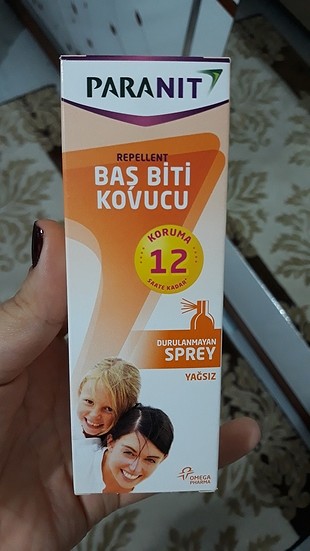 PARANIT
REPELLENT
BAŞ BİTİ
KOVUCU
KORUMA
12
SAATE KADAR*
DURULANMAYAN
SPREY
YAĞSIZ
OMEGA
PHARMA